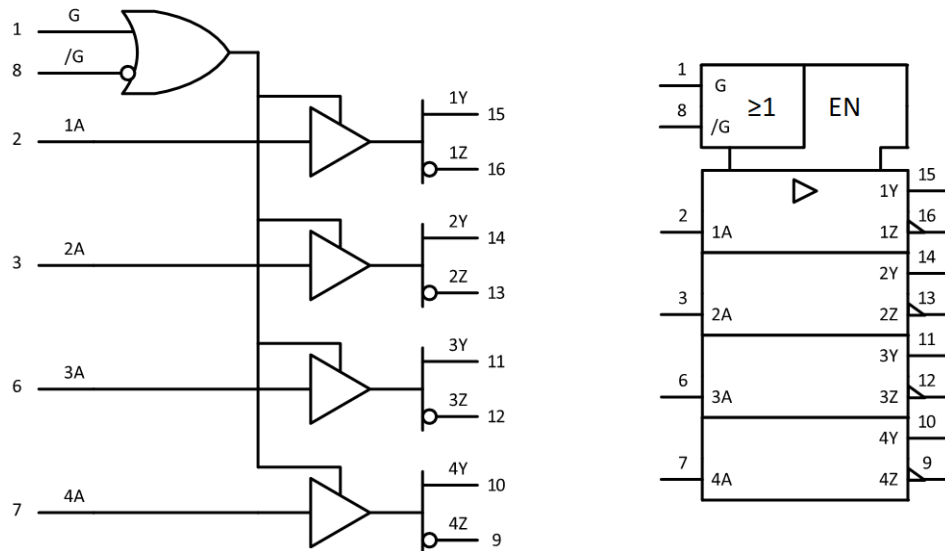 1 G
8 /G
2 1A
1Y 15
1Z 16
3 2A
2Y 14
2Z 13
6 3A
3Y 11
3Z 12
7 4A
4Y 10
4Z 9
1 G
8 /G
≥1 EN
1Y 15
2 1A
1Z 16
2Y 14
3 2A
2Z 13
3Y 11
6 3A
3Z 12
4Y 10
7 4A
4Z 9